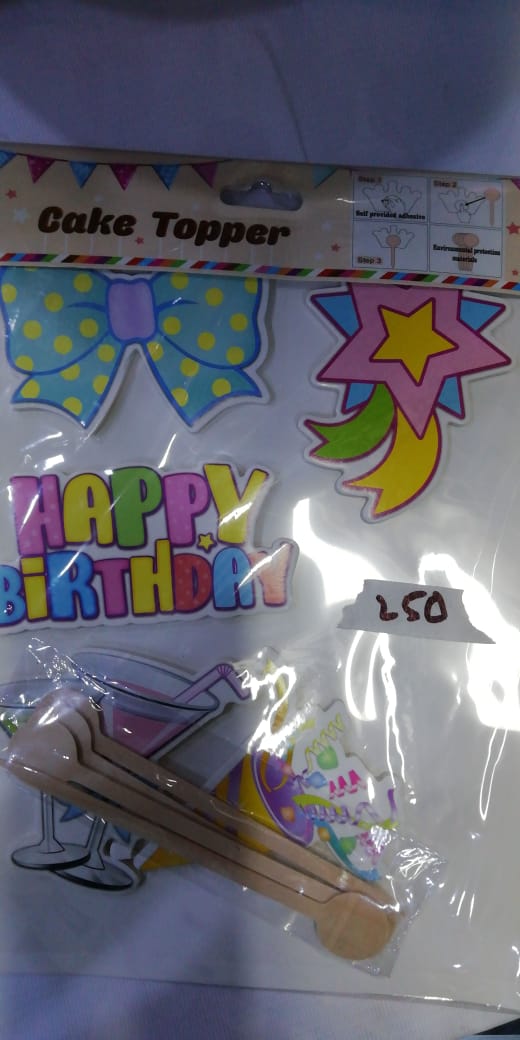 Cake Topper
Step 1
Self provided adhesive
Step 2
Step 3
Environmental protection
materials
HAPPY
BiRTHDAY
250